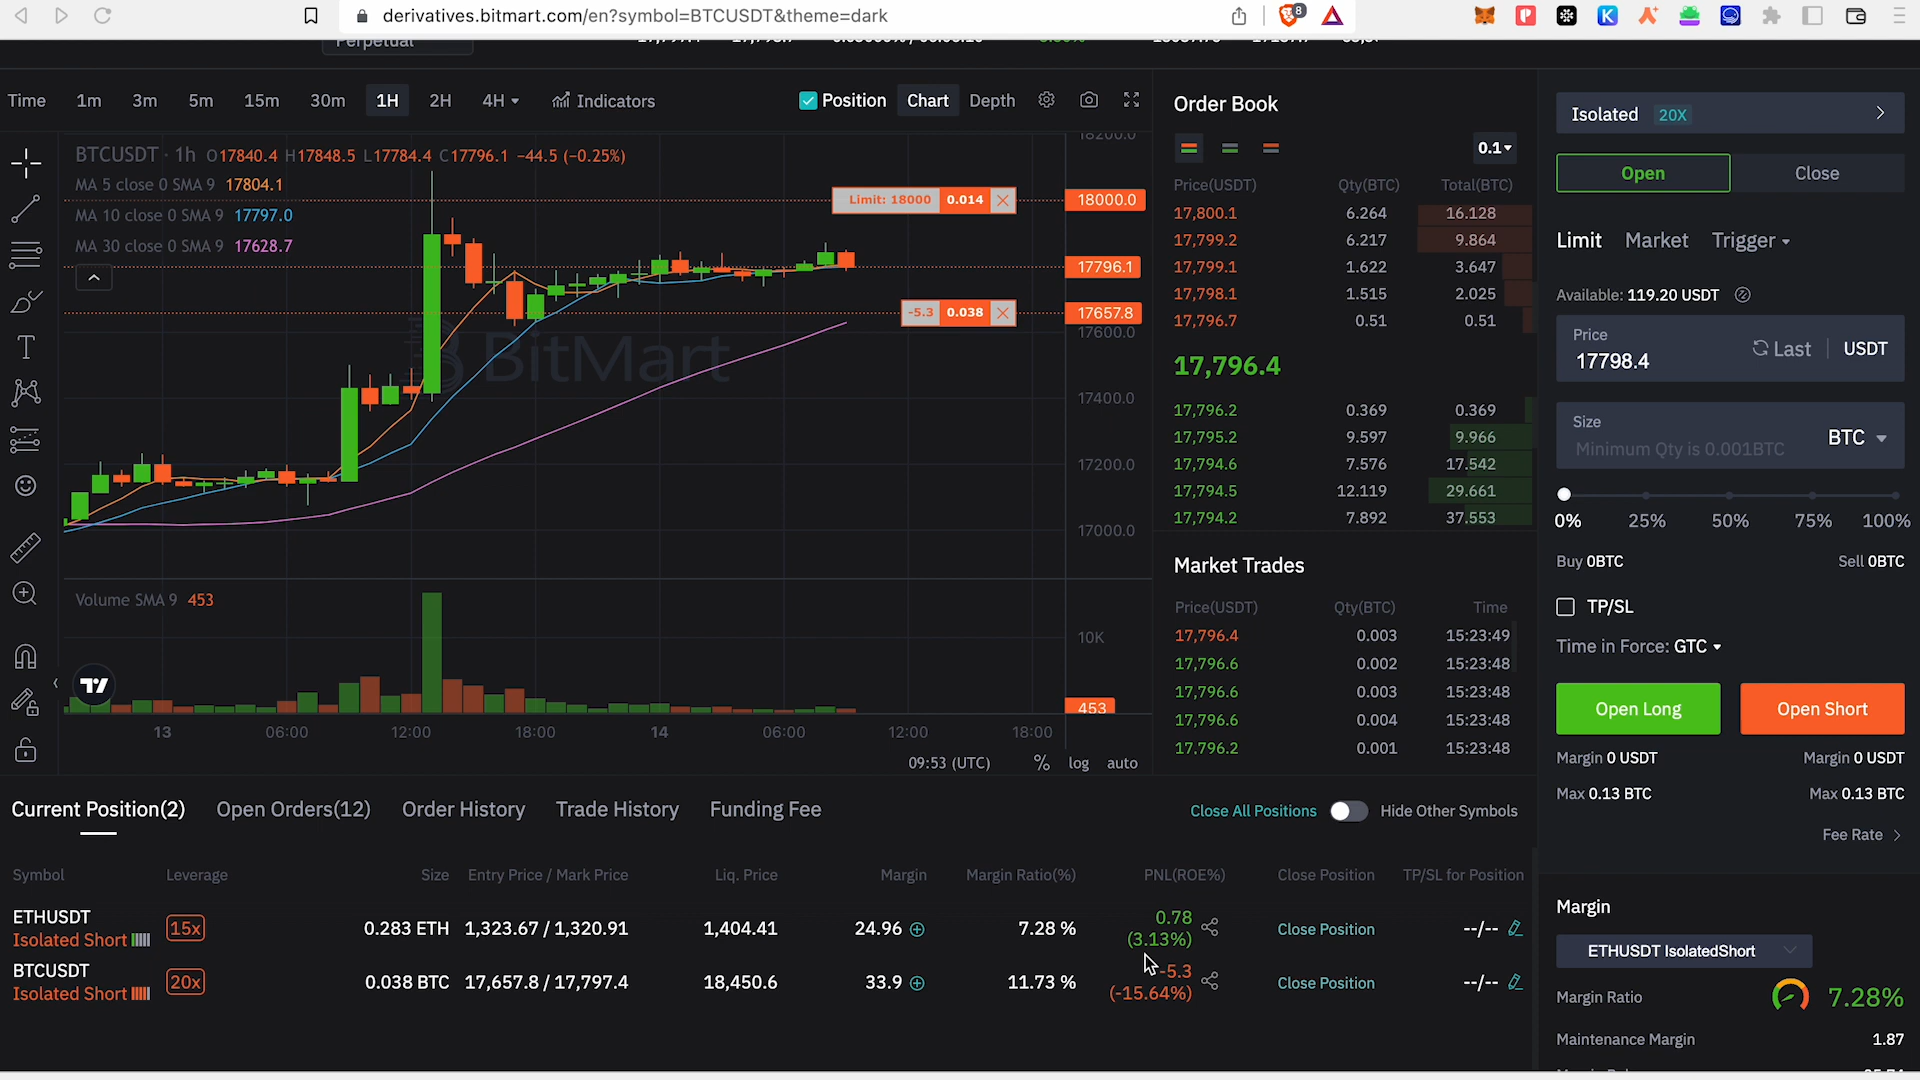 derivatives.bitmart.com/en?symbol=BTCUSDT&theme=dark
8
Perpetual
Time 1m 3m 5m 15m 30m 1H 2H 4H Indicators Position Chart Depth
BTCUSDT · 1h O17840.4 H17848.5 L17784.4 C17796.1 −44.5 (−0.25%)
MA 5 close 0 SMA 9 17804.1
MA 10 close 0 SMA 9 17797.0
MA 30 close 0 SMA 9 17628.7
Limit: 18000 0.014
-5.3 0.038
18200.0
18000.0
17796.1
17657.8
17600.0
17400.0
17200.0
17000.0
BitMart
Volume SMA 9 453
10K
453
13 06:00 12:00 18:00 14 06:00 12:00 18:00
09:53 (UTC) % log auto
Order Book
0.1
Price(USDT) Qty(BTC) Total(BTC)
17,800.1 6.264 16.128
17,799.2 6.217 9.864
17,799.1 1.622 3.647
17,798.1 1.515 2.025
17,796.7 0.51 0.51
17,796.4
17,796.2 0.369 0.369
17,795.2 9.597 9.966
17,794.6 7.576 17.542
17,794.5 12.119 29.661
17,794.2 7.892 37.553
Market Trades
Price(USDT) Qty(BTC) Time
17,796.4 0.003 15:23:49
17,796.6 0.002 15:23:48
17,796.6 0.003 15:23:48
17,796.6 0.004 15:23:48
17,796.2 0.001 15:23:48
Isolated 20X
Open Close
Limit Market Trigger
Available: 119.20 USDT
Price
17798.4 Last USDT
Size
Minimum Qty is 0.001BTC BTC
0% 25% 50% 75% 100%
Buy 0BTC Sell 0BTC
TP/SL
Time in Force: GTC
Open Long Open Short
Margin 0 USDT Margin 0 USDT
Max 0.13 BTC Max 0.13 BTC
Fee Rate
Margin
ETHUSDT IsolatedShort
Margin Ratio 7.28%
Maintenance Margin 1.87
Current Position(2) Open Orders(12) Order History Trade History Funding Fee Close All Positions Hide Other Symbols
Symbol Leverage Size Entry Price / Mark Price Liq. Price Margin Margin Ratio(%) PNL(ROE%) Close Position TP/SL for Position
ETHUSDT
Isolated Short 15x 0.283 ETH 1,323.67 / 1,320.91 1,404.41 24.96 7.28 % 0.78 (3.13%) Close Position --/--
BTCUSDT
Isolated Short 20x 0.038 BTC 17,657.8 / 17,797.4 18,450.6 33.9 11.73 % -5.3 (-15.64%) Close Position --/--